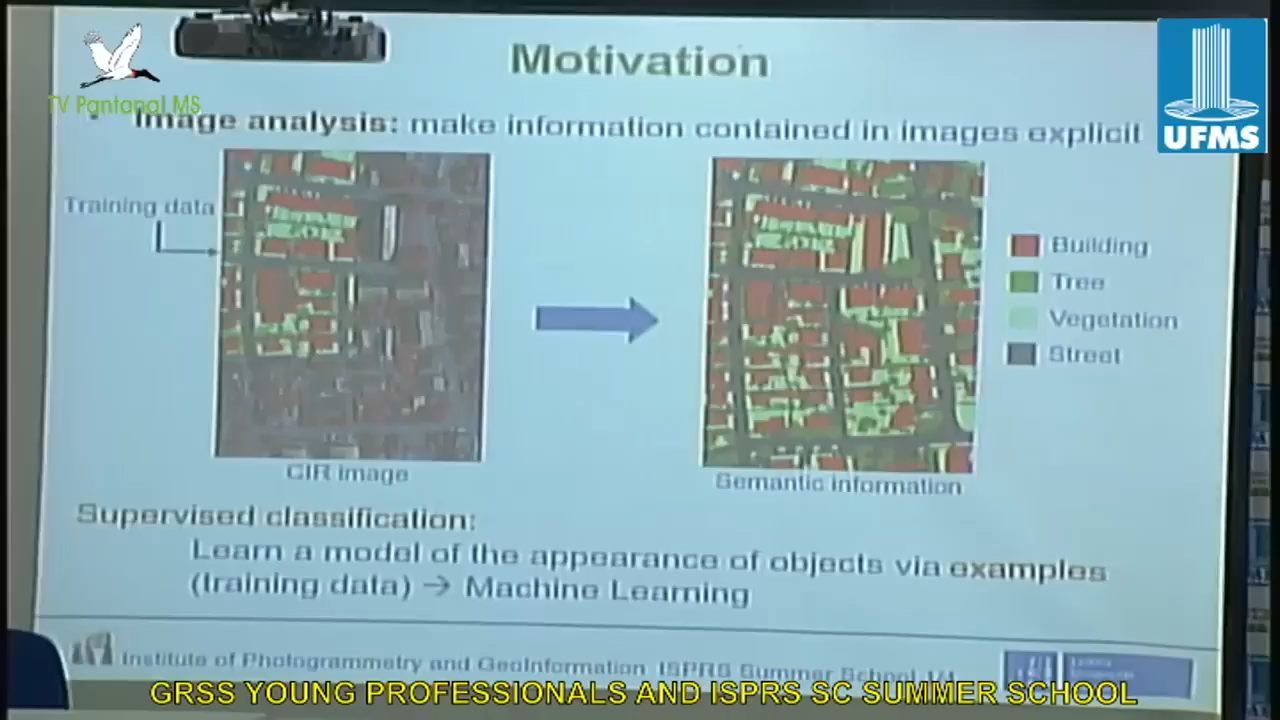 Motivation
TV Pantanal MS
UFMS
• Image analysis: make information contained in images explicit
Training data
Building
Tree
Vegetation
Street
CIR image
Semantic information
Supervised classification:
Learn a model of the appearance of objects via examples
(training data) → Machine Learning
Institute of Photogrammetry and GeoInformation ISPRS Summer School
GRSS YOUNG PROFESSIONALS AND ISPRS SC SUMMER SCHOOL